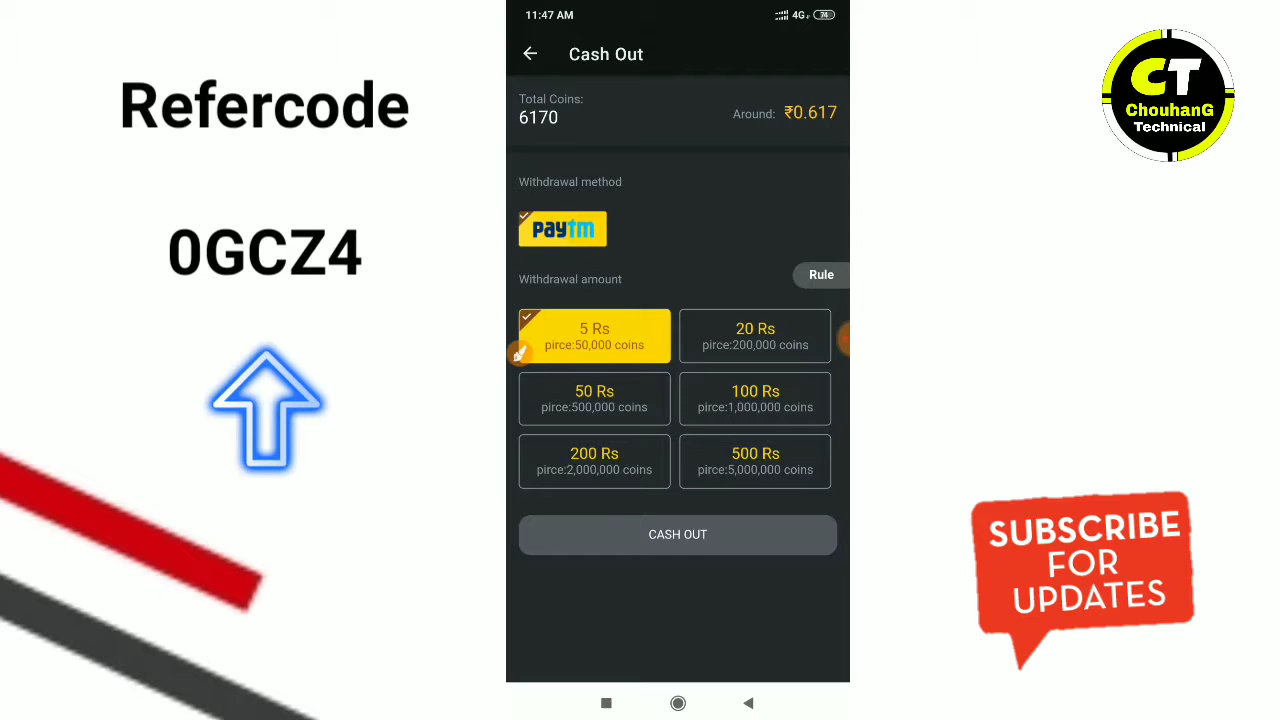 Refercode
0GCZ4
11:47 AM
4G
74
Cash Out
Total Coins:
6170
Around: ₹0.617
Withdrawal method
paytm
Withdrawal amount
Rule
5 Rs
pirce:50,000 coins
20 Rs
pirce:200,000 coins
50 Rs
pirce:500,000 coins
100 Rs
pirce:1,000,000 coins
200 Rs
pirce:2,000,000 coins
500 Rs
pirce:5,000,000 coins
CASH OUT
CT
ChouhanG
Technical
SUBSCRIBE
FOR
UPDATES